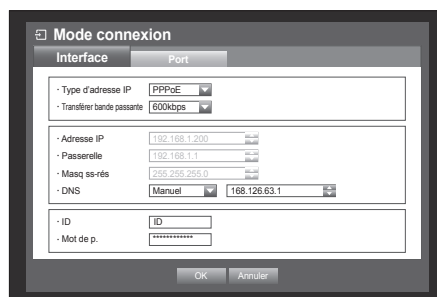 Mode connexion
Interface Port
- Type d'adresse IP PPPoE
- Transférer bande passante 600kbps
- Adresse IP 192.168.1.200
- Passerelle 192.168.1.1
- Masq ss-rés 255.255.255.0
- DNS Manuel 168.126.63.1
- ID ID
- Mot de p. ************
OK Annuler